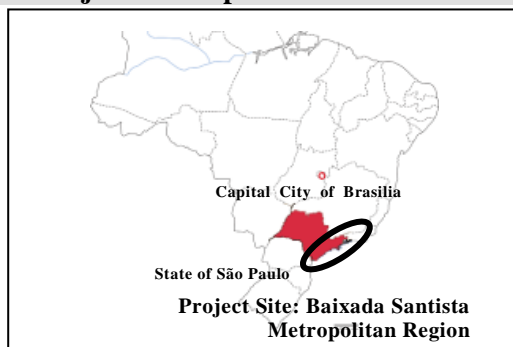 Capital City of Brasilia
State of São Paulo
Project Site: Baixada Santista
Metropolitan Region